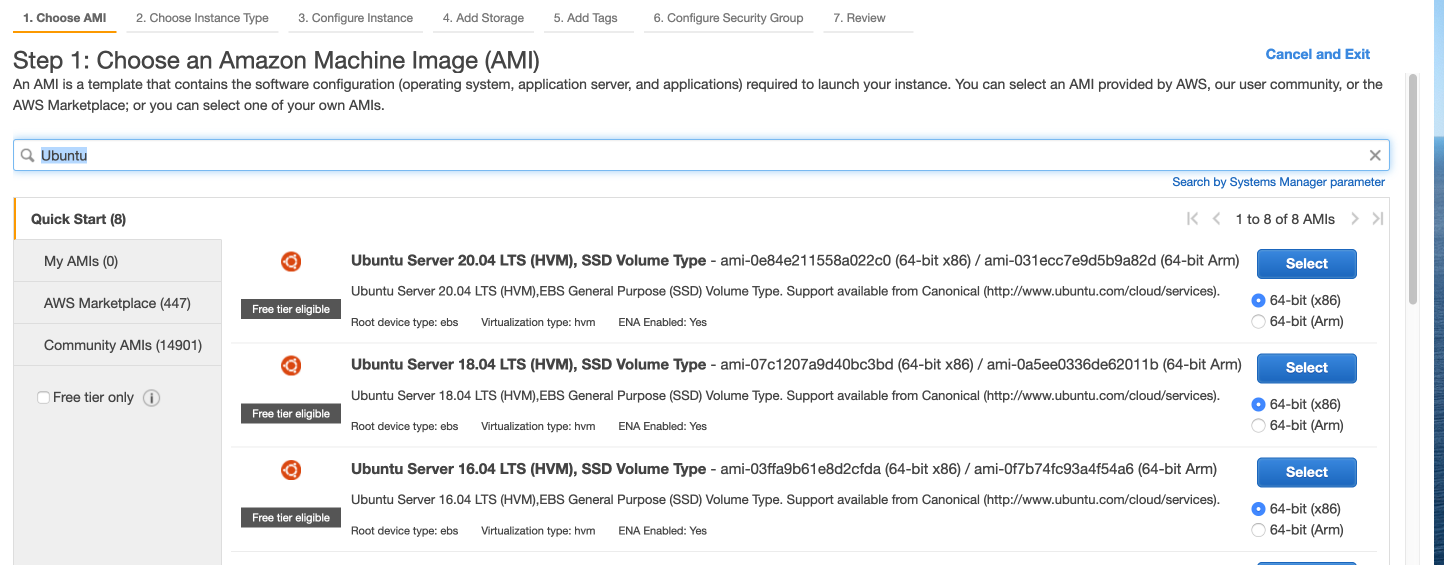 1. Choose AMI 2. Choose Instance Type 3. Configure Instance 4. Add Storage 5. Add Tags 6. Configure Security Group 7. Review
Step 1: Choose an Amazon Machine Image (AMI)
Cancel and Exit
An AMI is a template that contains the software configuration (operating system, application server, and applications) required to launch your instance. You can select an AMI provided by AWS, our user community, or the
AWS Marketplace; or you can select one of your own AMIs.
Ubuntu
Search by Systems Manager parameter
Quick Start (8)
1 to 8 of 8 AMIs
My AMIs (0)
AWS Marketplace (447)
Community AMIs (14901)
Free tier only
Ubuntu Server 20.04 LTS (HVM), SSD Volume Type - ami-0e84e211558a022c0 (64-bit x86) / ami-031ecc7e9d5b9a82d (64-bit Arm)
Select
Ubuntu Server 20.04 LTS (HVM),EBS General Purpose (SSD) Volume Type. Support available from Canonical (http://www.ubuntu.com/cloud/services).
64-bit (x86)
Free tier eligible
Root device type: ebs Virtualization type: hvm ENA Enabled: Yes
64-bit (Arm)
Ubuntu Server 18.04 LTS (HVM), SSD Volume Type - ami-07c1207a9d40bc3bd (64-bit x86) / ami-0a5ee0336de62011b (64-bit Arm)
Select
Ubuntu Server 18.04 LTS (HVM),EBS General Purpose (SSD) Volume Type. Support available from Canonical (http://www.ubuntu.com/cloud/services).
64-bit (x86)
Free tier eligible
Root device type: ebs Virtualization type: hvm ENA Enabled: Yes
64-bit (Arm)
Ubuntu Server 16.04 LTS (HVM), SSD Volume Type - ami-03ffa9b61e8d2cfda (64-bit x86) / ami-0f7b74fc93a4f54a6 (64-bit Arm)
Select
Ubuntu Server 16.04 LTS (HVM),EBS General Purpose (SSD) Volume Type. Support available from Canonical (http://www.ubuntu.com/cloud/services).
64-bit (x86)
Free tier eligible
Root device type: ebs Virtualization type: hvm ENA Enabled: Yes
64-bit (Arm)